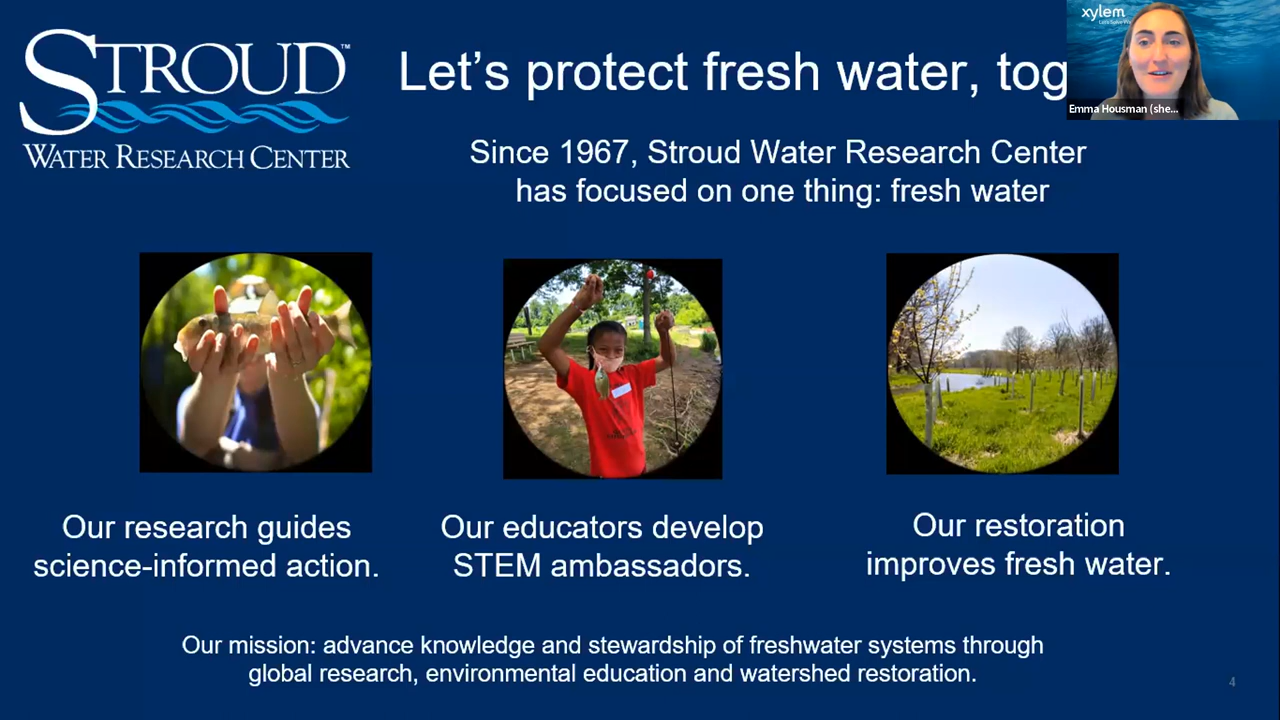 STROUD™
WATER RESEARCH CENTER
Let's protect fresh water, tog
xylem
Emma Housman (she...
Since 1967, Stroud Water Research Center
has focused on one thing: fresh water
Our research guides
science-informed action.
Our educators develop
STEM ambassadors.
Our restoration
improves fresh water.
Our mission: advance knowledge and stewardship of freshwater systems through
global research, environmental education and watershed restoration.
4